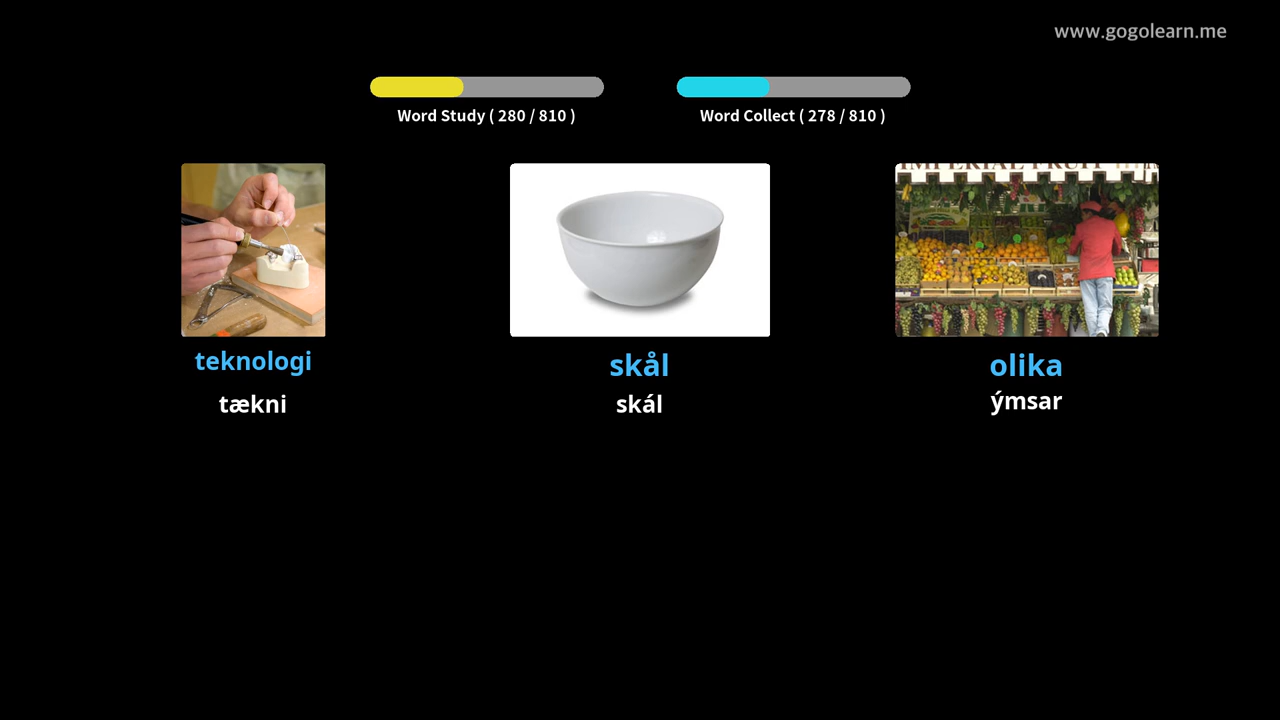 www.gogolearn.me
Word Study ( 280 / 810 )
Word Collect ( 278 / 810 )
teknologi
tækni
skål
skál
olika
ýmsar